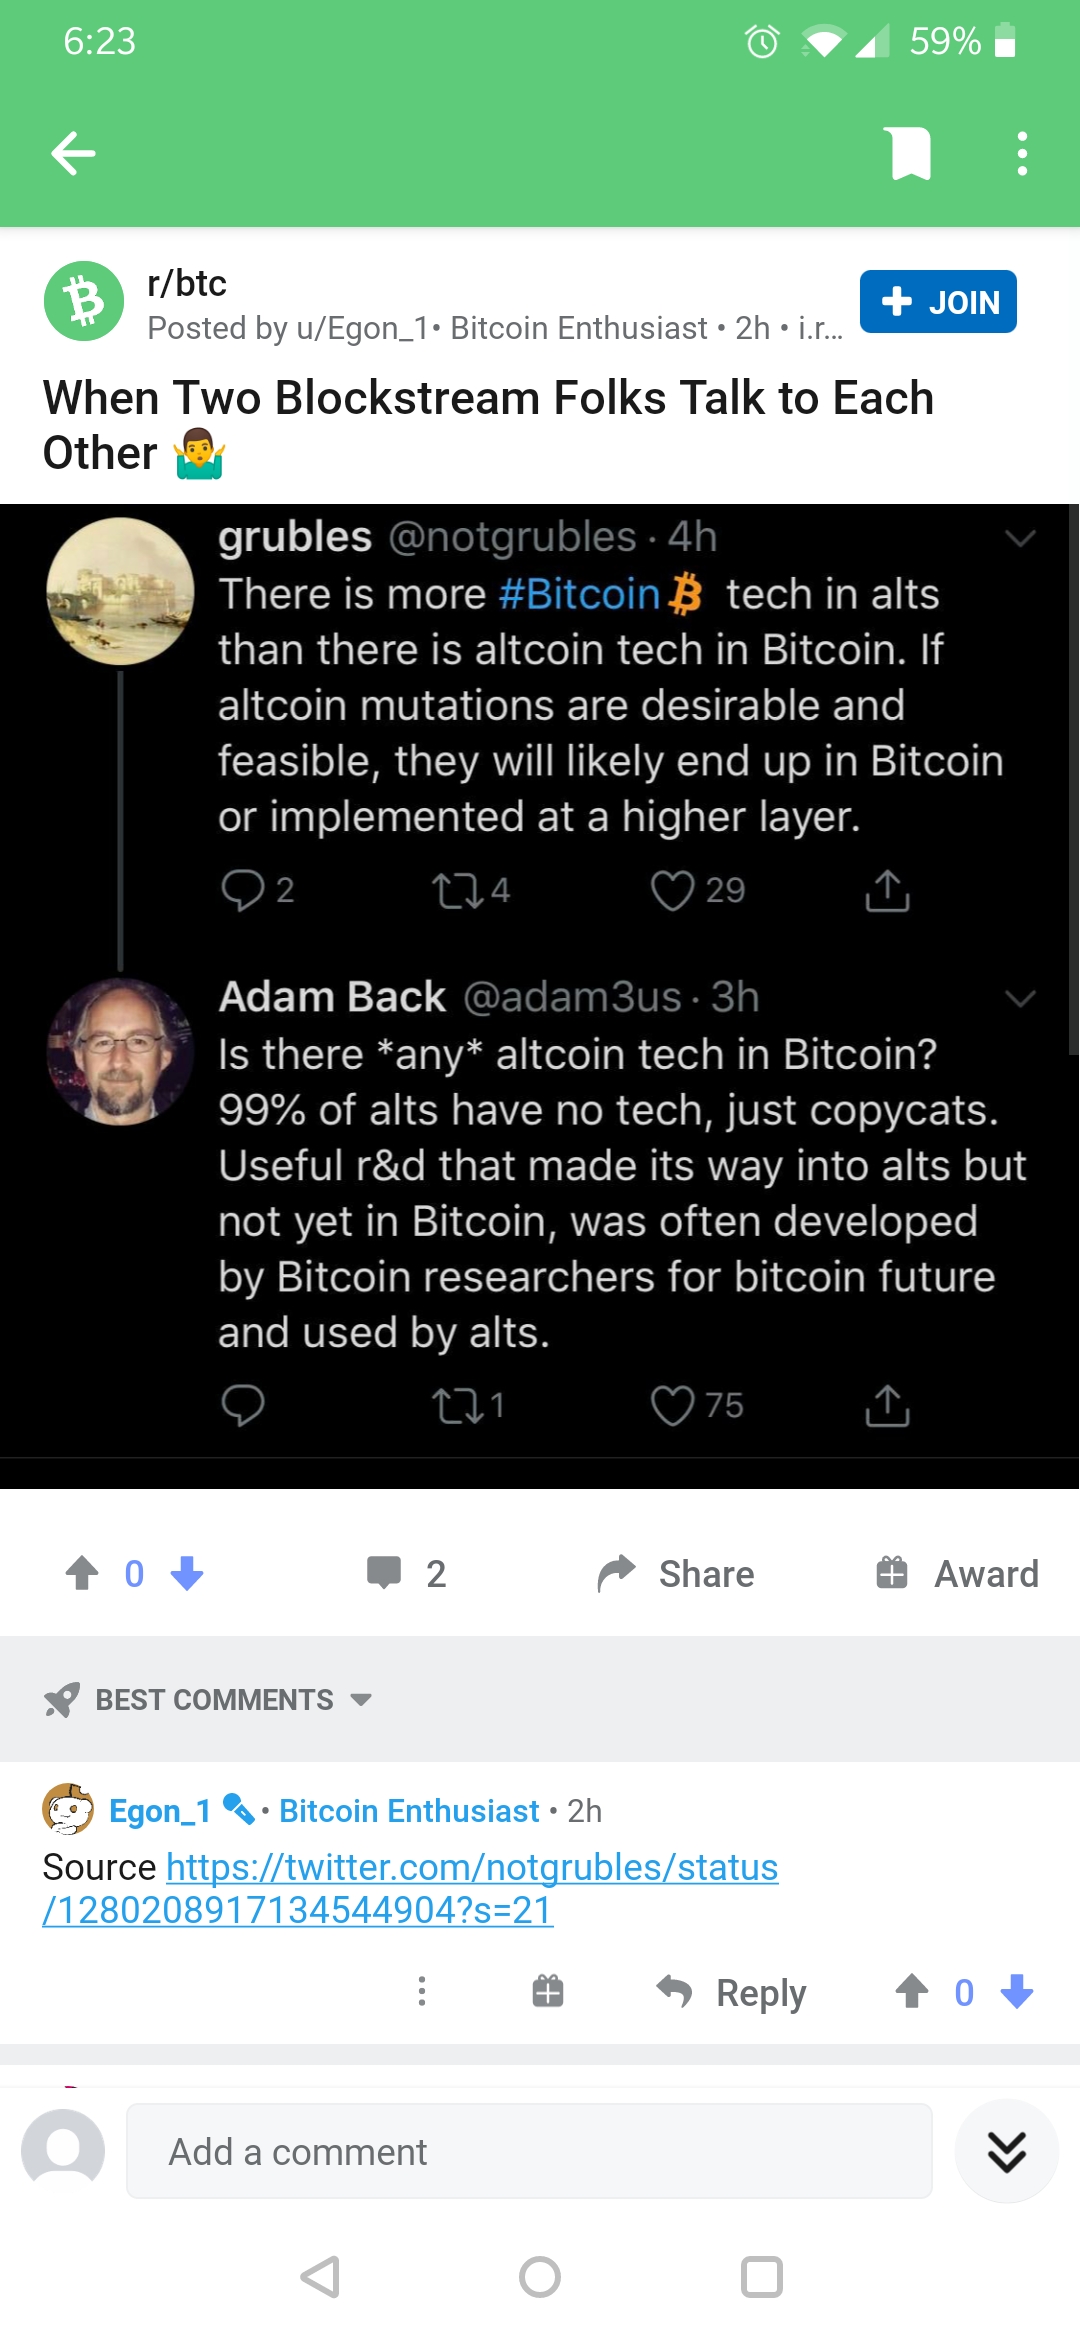 6:23
59%
r/btc
Posted by u/Egon_1• Bitcoin Enthusiast • 2h • i.r...
JOIN
When Two Blockstream Folks Talk to Each
Other 🤷‍♂️
grubles @notgrubles · 4h
There is more #Bitcoin₿ tech in alts
than there is altcoin tech in Bitcoin. If
altcoin mutations are desirable and
feasible, they will likely end up in Bitcoin
or implemented at a higher layer.
2 4 29
Adam Back @adam3us · 3h
Is there *any* altcoin tech in Bitcoin?
99% of alts have no tech, just copycats.
Useful r&d that made its way into alts but
not yet in Bitcoin, was often developed
by Bitcoin researchers for bitcoin future
and used by alts.
1 75
0 2 Share Award
BEST COMMENTS
Egon_1 • Bitcoin Enthusiast • 2h
Source https://twitter.com/notgrubles/status
/1280208917134544904?s=21
Reply 0
Add a comment